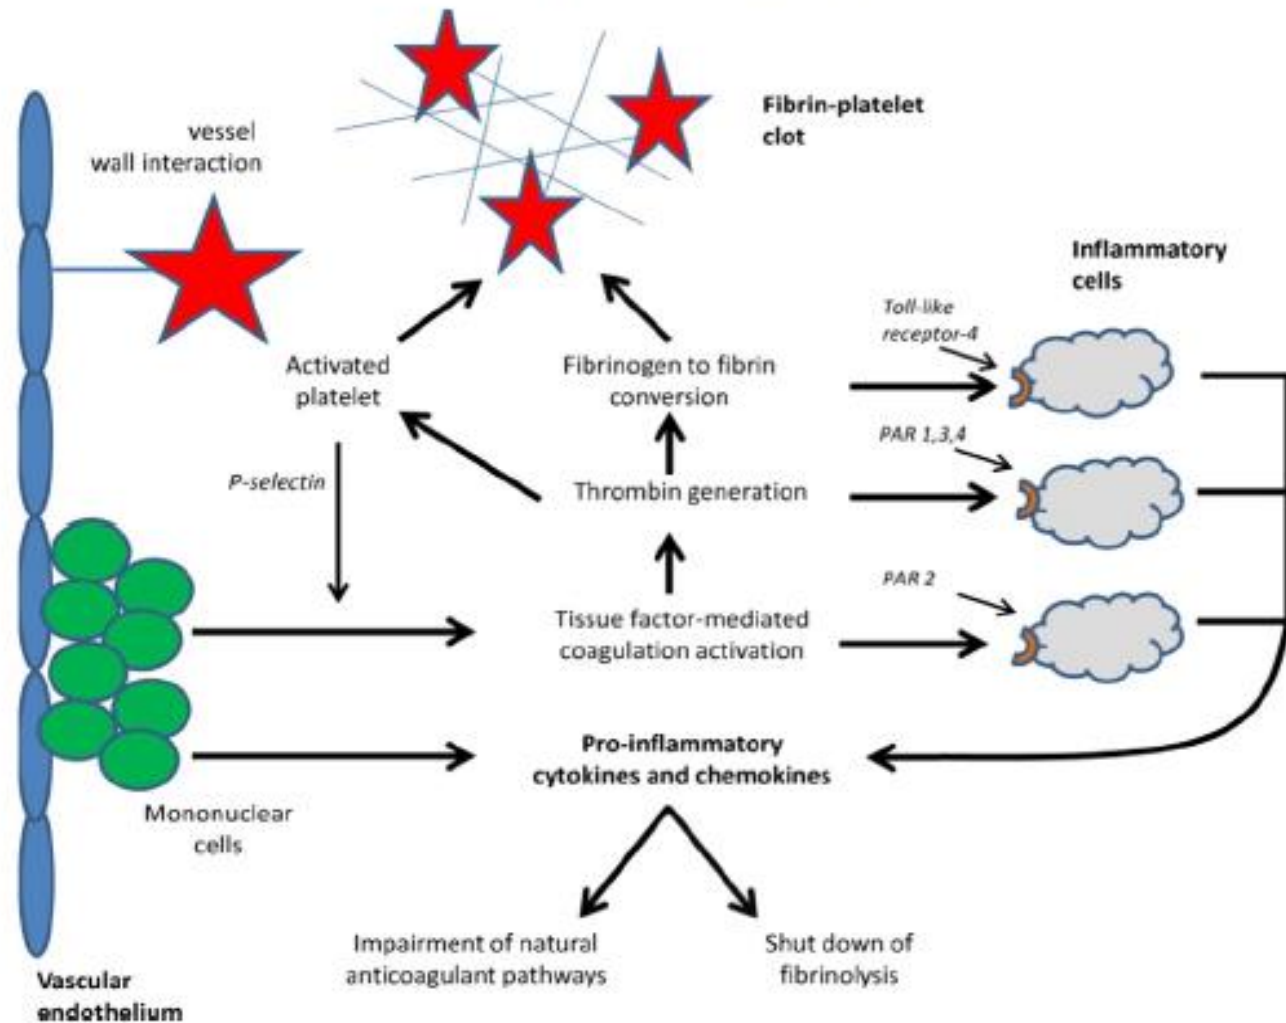 Fibrin-platelet
clot
vessel
wall interaction
Inflammatory
cells
Toll-like
receptor-4
Activated
platelet
Fibrinogen to fibrin
conversion
PAR 1,3,4
P-selectin
Thrombin generation
PAR 2
Tissue factor-mediated
coagulation activation
Pro-inflammatory
cytokines and chemokines
Mononuclear
cells
Impairment of natural
anticoagulant pathways
Shut down of
fibrinolysis
Vascular
endothelium